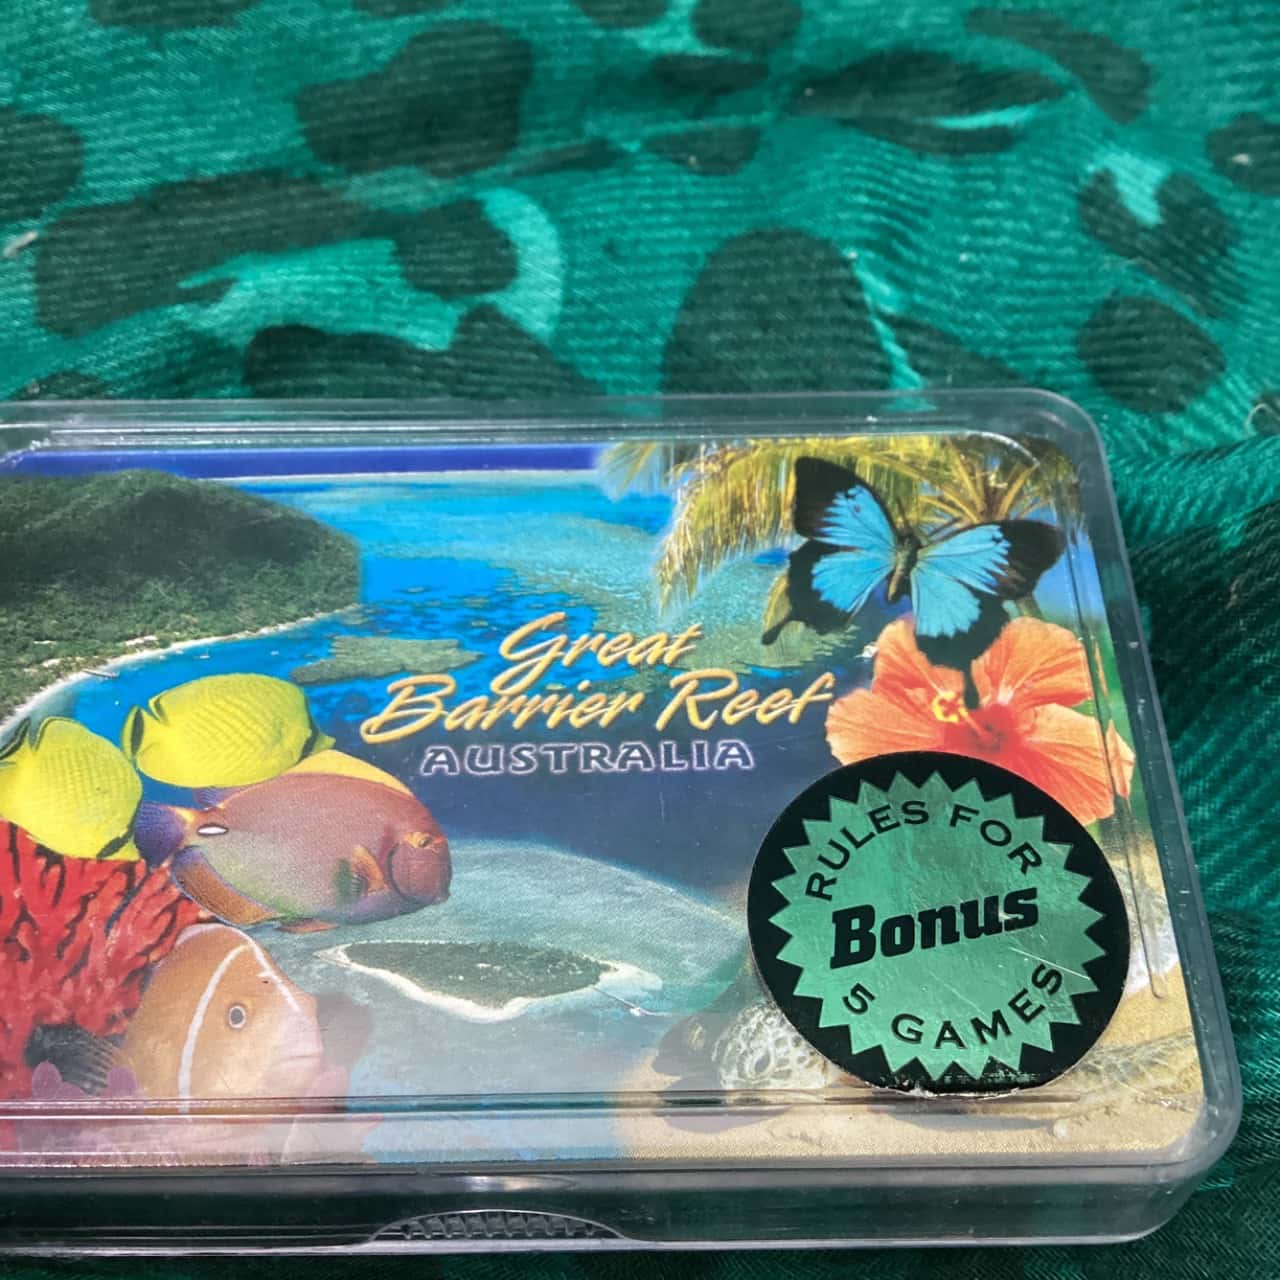 Great
Barrier Reef
AUSTRALIA
RULES FOR
Bonus
5 GAMES